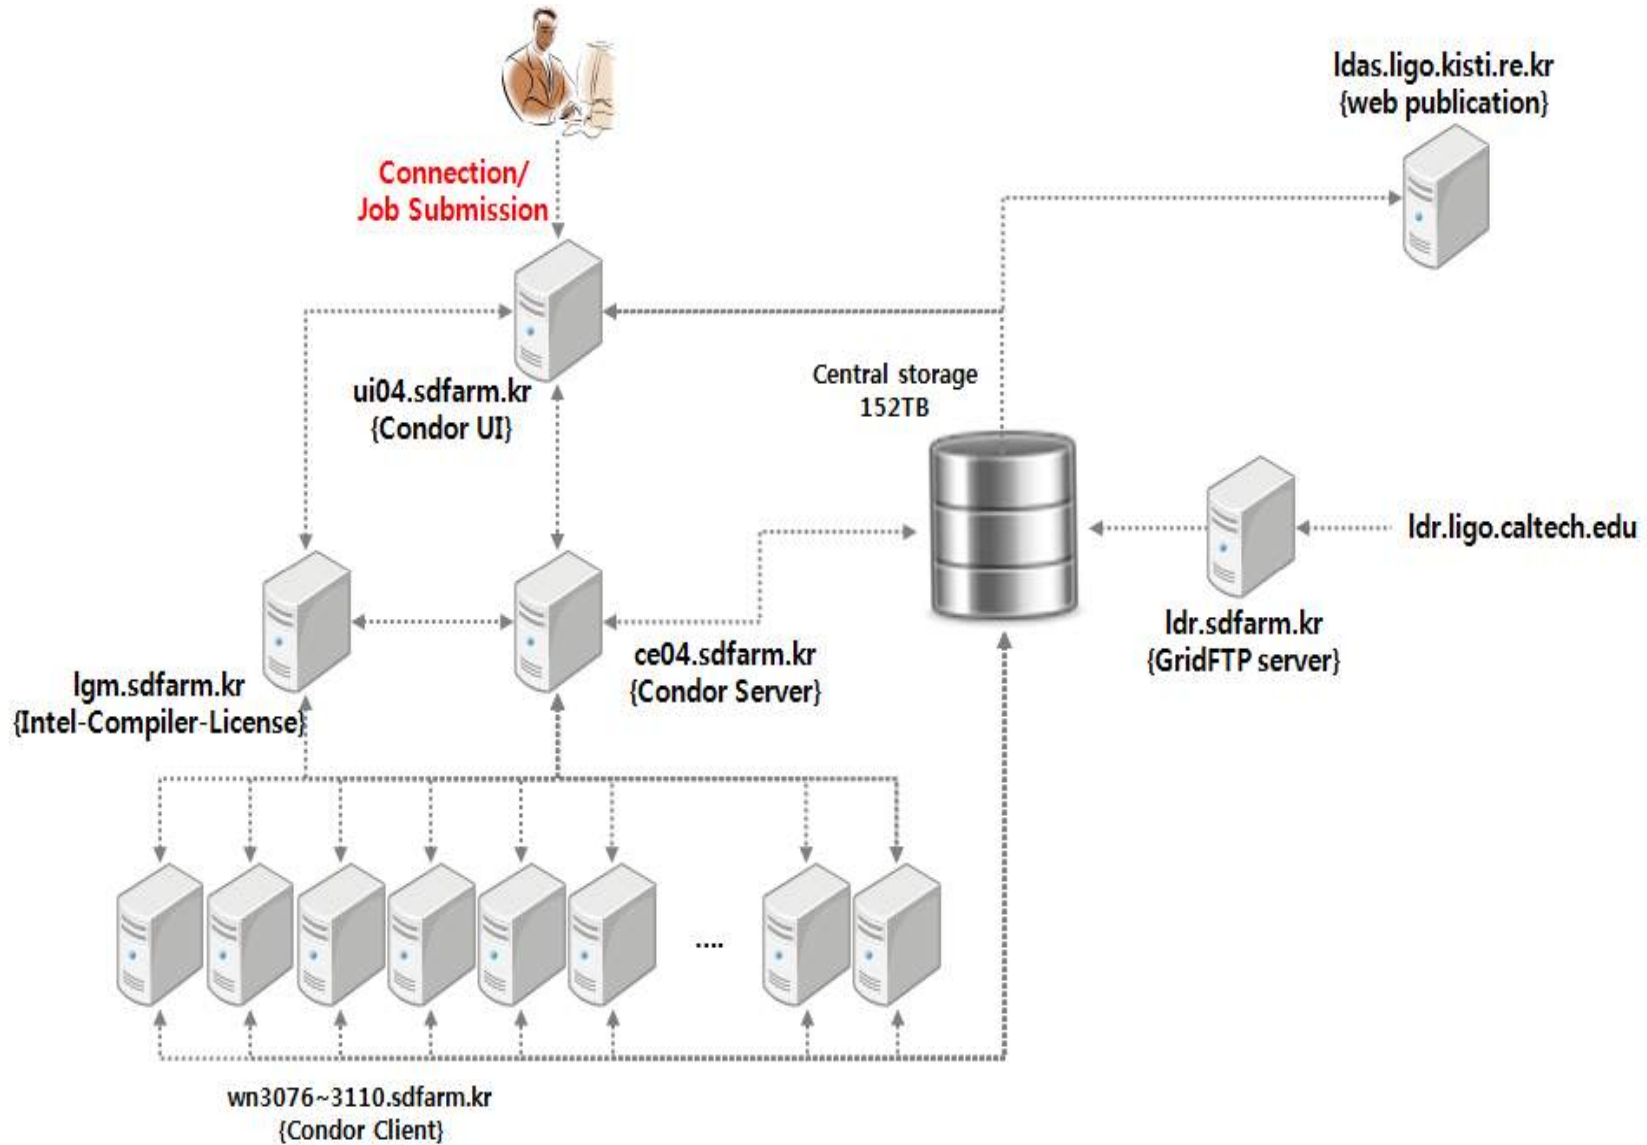 ldas.ligo.kisti.re.kr
{web publication}
Connection/
Job Submission
ui04.sdfarm.kr
{Condor UI}
Central storage
152TB
ldr.ligo.caltech.edu
ldr.sdfarm.kr
{GridFTP server}
ce04.sdfarm.kr
{Condor Server}
lgm.sdfarm.kr
{Intel-Compiler-License}
....
wn3076~3110.sdfarm.kr
{Condor Client}